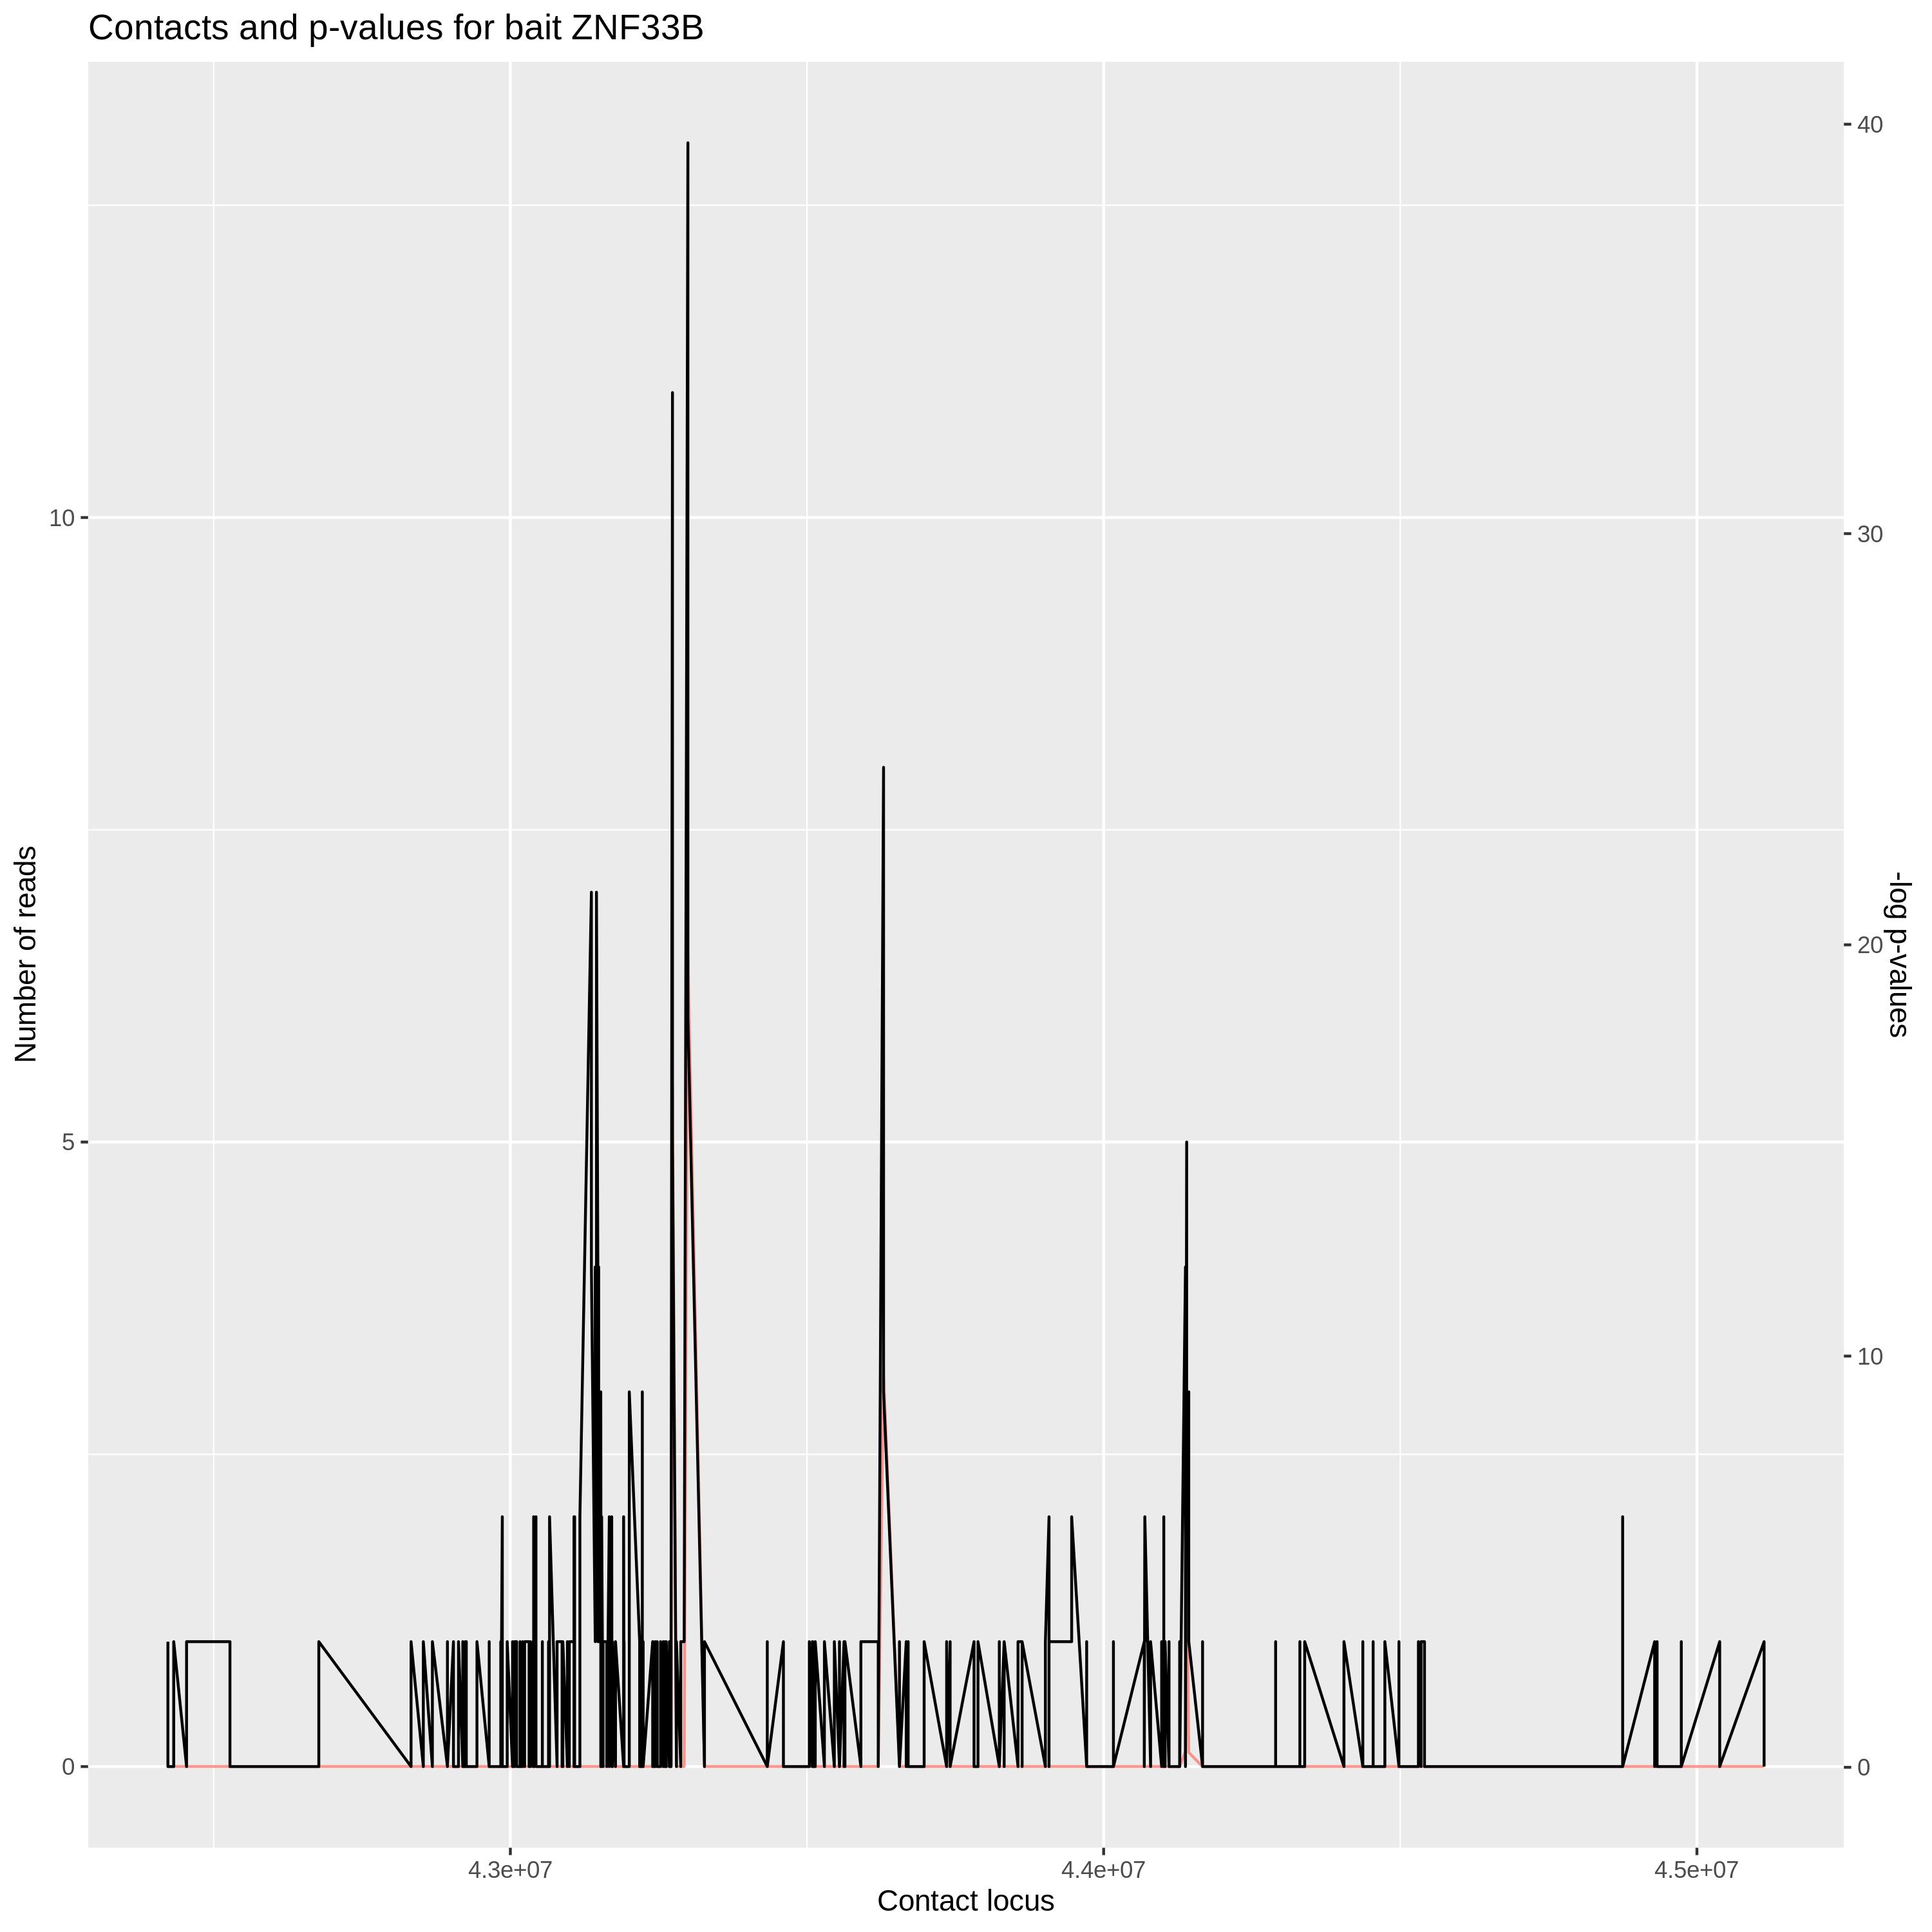 Contacts and p-values for bait ZNF33B
Number of reads
10
5
0
40
30
20
10
0
-log p-values
4.3e+07
4.4e+07
4.5e+07
Contact locus